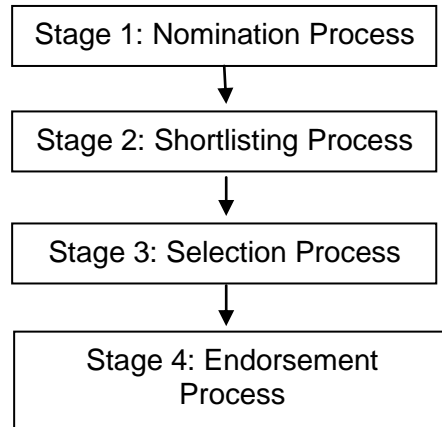 Stage 1: Nomination Process
Stage 2: Shortlisting Process
Stage 3: Selection Process
Stage 4: Endorsement
Process